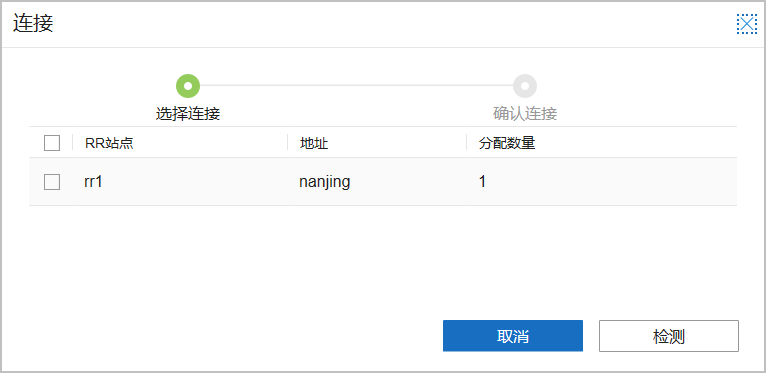 连接
选择连接 确认连接
RR站点 地址 分配数量
rr1 nanjing 1
取消 检测